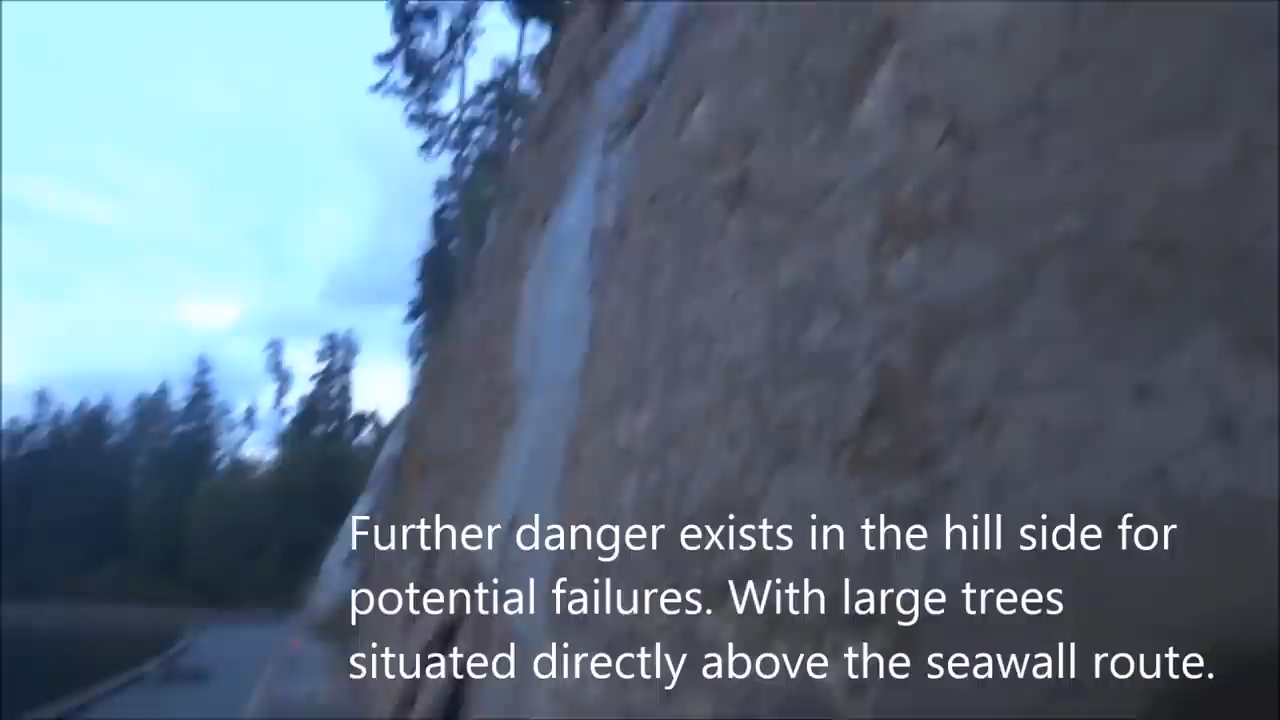 Further danger exists in the hill side for
potential failures. With large trees
situated directly above the seawall route.